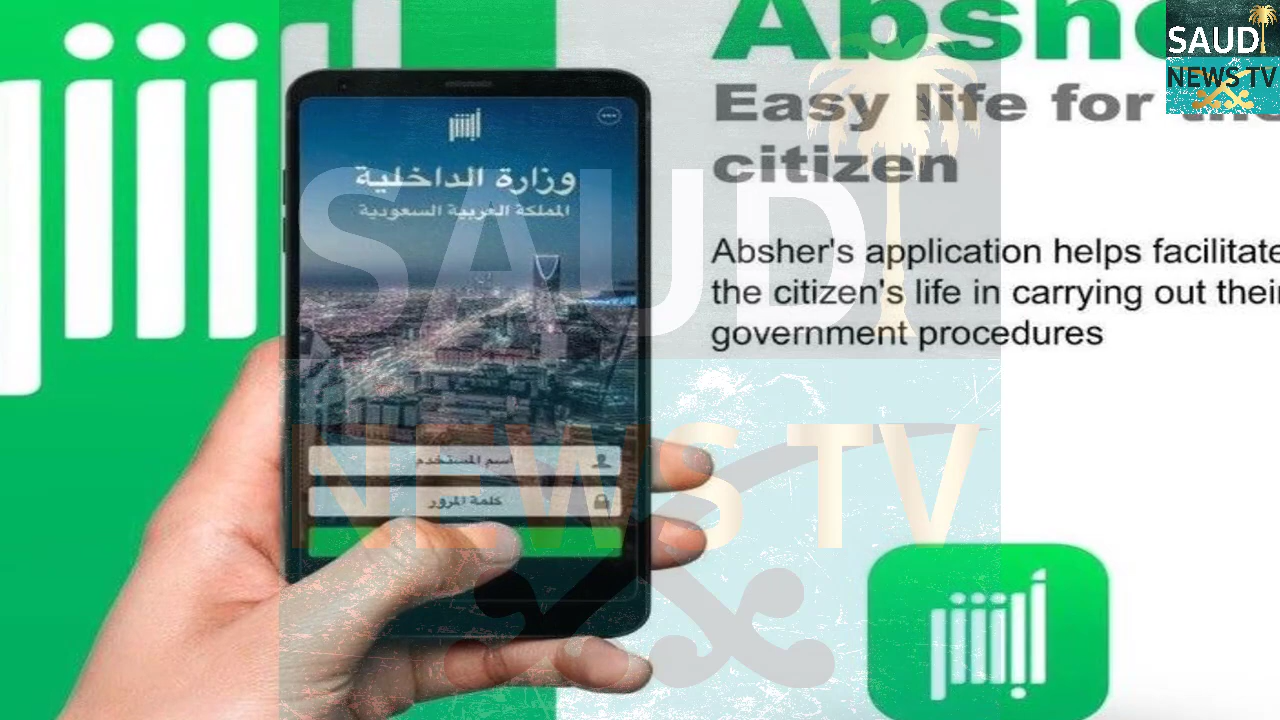 Abshe
Easy life for the
citizen
Absher's application helps facilitate
the citizen's life in carrying out their
government procedures
أبشر
وزارة الداخلية
المملكة العربية السعودية
اسم المستخدم
كلمة المرور
أبشر
SAUDI
NEWS TV
SAUDI
NEWS TV